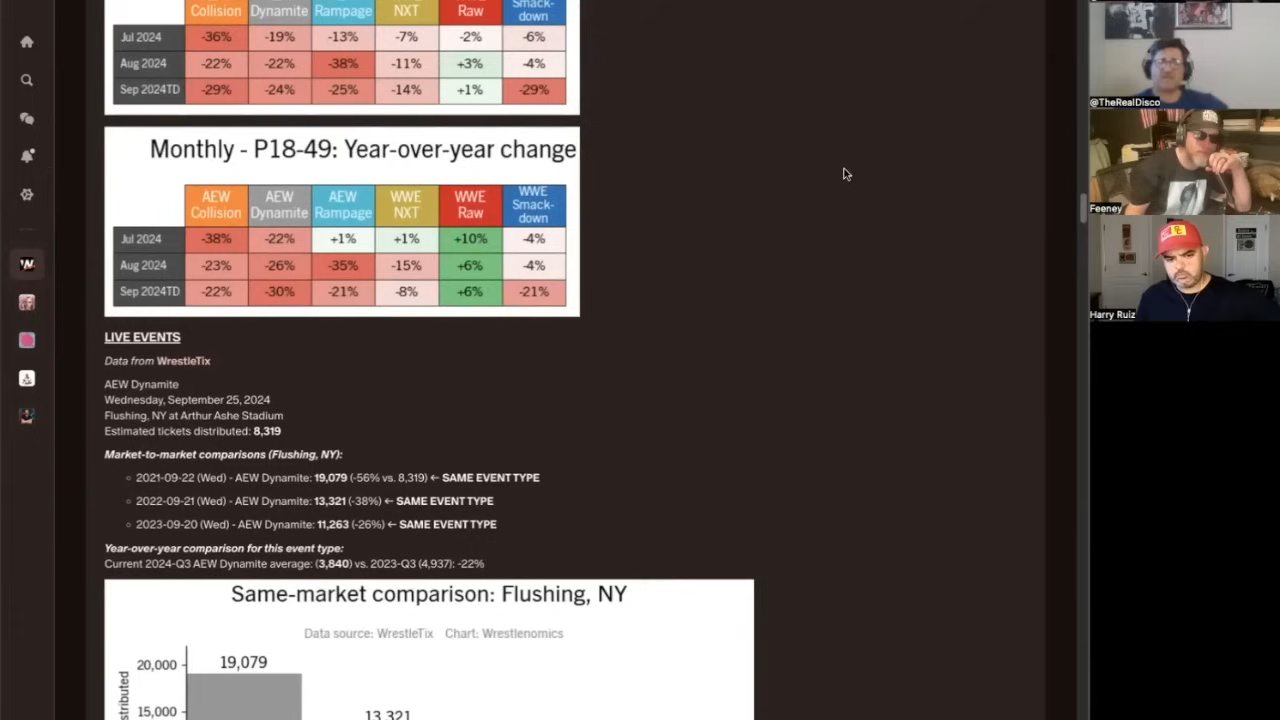 AEW Collision AEW Dynamite AEW Rampage WWE NXT WWE Raw Smack-down
Jul 2024 -36% -19% -13% -7% -2% -6%
Aug 2024 -22% -22% -38% -11% +3% -4%
Sep 2024TD -29% -24% -25% -14% +1% -29%
Monthly - P18-49: Year-over-year change
AEW Collision AEW Dynamite AEW Rampage WWE NXT WWE Raw WWE Smack-down
Jul 2024 -38% -22% +1% +1% +10% -4%
Aug 2024 -23% -26% -35% -15% +6% -4%
Sep 2024TD -22% -30% -21% -8% +6% -21%
LIVE EVENTS
Data from WrestleTix
AEW Dynamite
Wednesday, September 25, 2024
Flushing, NY at Arthur Ashe Stadium
Estimated tickets distributed: 8,319
Market-to-market comparisons (Flushing, NY):
◦ 2021-09-22 (Wed) - AEW Dynamite: 19,079 (-56% vs. 8,319) ← SAME EVENT TYPE
◦ 2022-09-21 (Wed) - AEW Dynamite: 13,321 (-38%) ← SAME EVENT TYPE
◦ 2023-09-20 (Wed) - AEW Dynamite: 11,263 (-26%) ← SAME EVENT TYPE
Year-over-year comparison for this event type:
Current 2024-Q3 AEW Dynamite average: (3,840) vs. 2023-Q3 (4,937): -22%
Same-market comparison: Flushing, NY
Data source: WrestleTix Chart: Wrestlenomics
20,000
19,079
15,000
13,321
stributed
@TheRealDisco
Feeney
Harry Ruiz